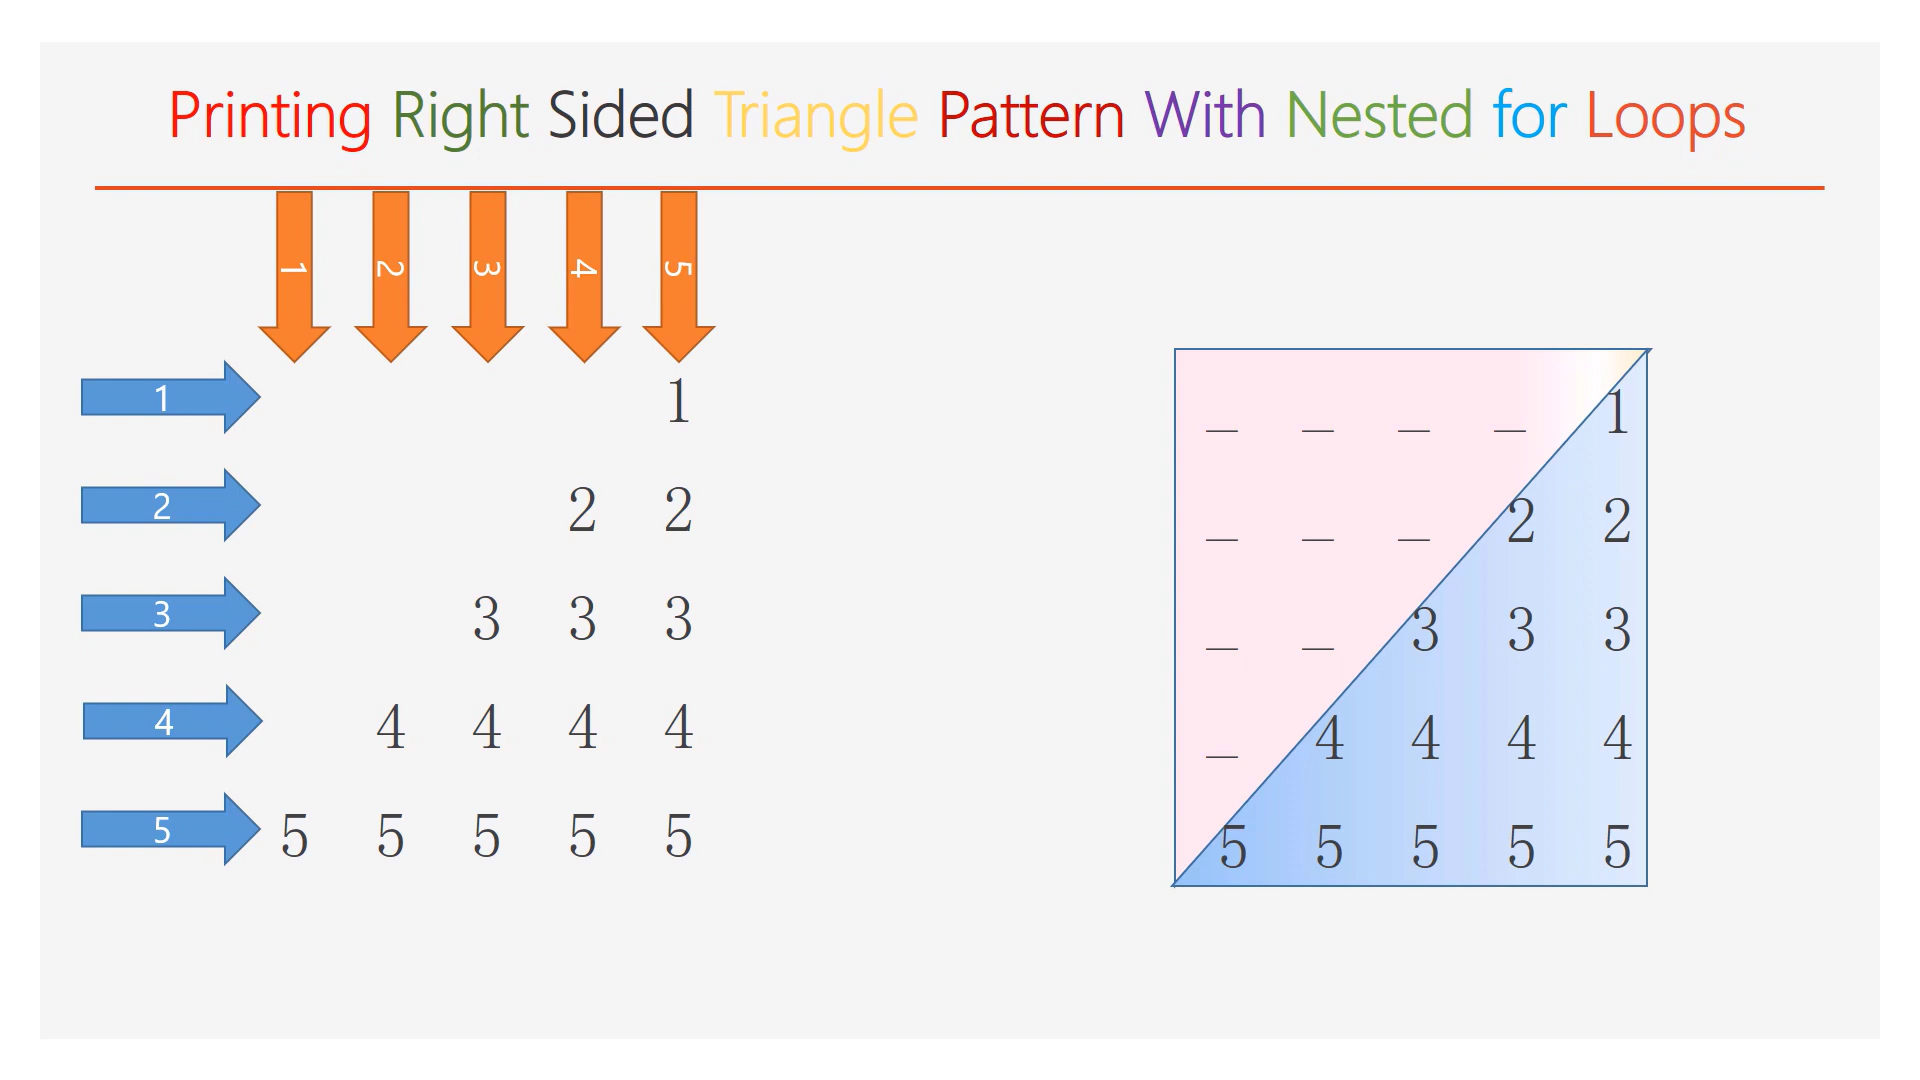 Printing Right Sided Triangle Pattern With Nested for Loops
1 2 3 4 5
1 1
2 2 2
3 3 3 3
4 4 4 4 4
5 5 5 5 5 5
_ _ _ _ 1
_ _ _ 2 2
_ _ 3 3 3
_ 4 4 4 4
5 5 5 5 5